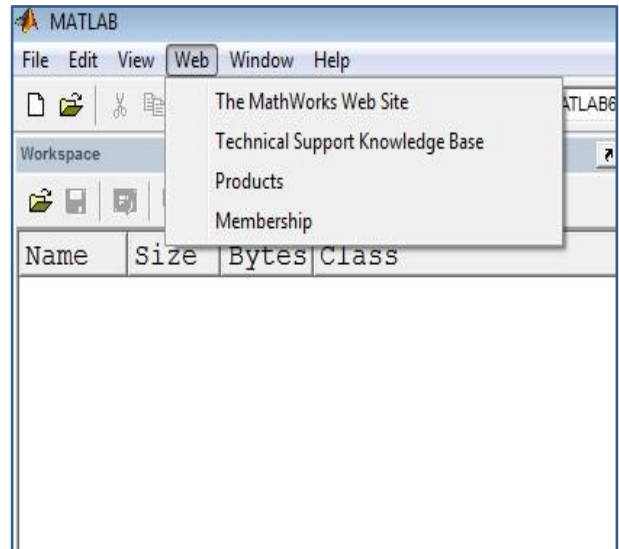 MATLAB
File Edit View Web Window Help
The MathWorks Web Site
ATLAB6
Technical Support Knowledge Base
Workspace
Products
Membership
Name Size Bytes Class